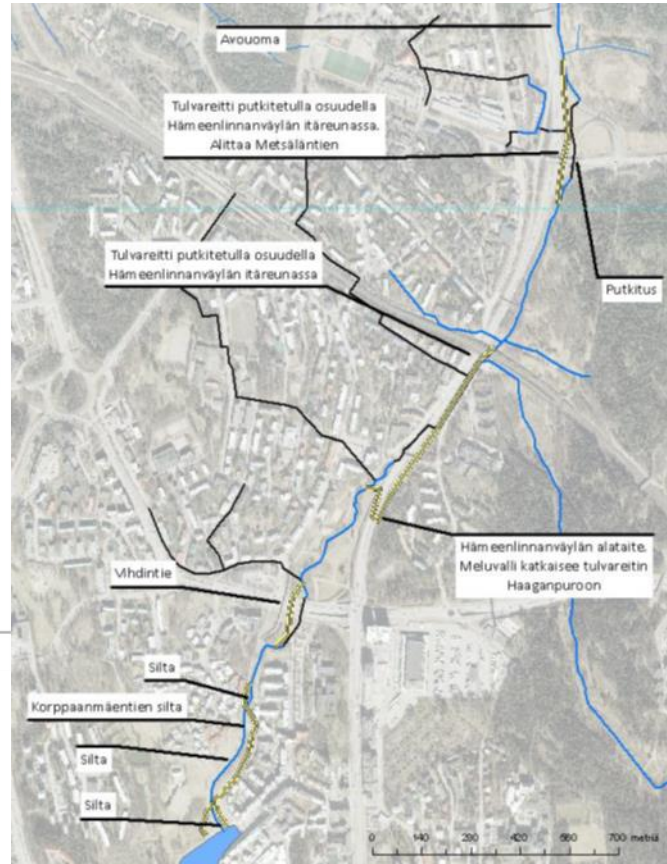 Avouoma
Tulvareitti putkitetulla osuudella
Hämeenlinnanväylän itäreunassa.
Alittaa Metsäläntien
Tulvareitti putkitetulla osuudella
Hämeenlinnanväylän itäreunassa
Putkitus
Hämeenlinnanväylän alataite.
Meluvalli katkaisee tulvareitin
Haaganpuroon
Vihdintie
Silta
Korppaanmäentien silta
Silta
Silta
0 140 280 420 560 700 metriä